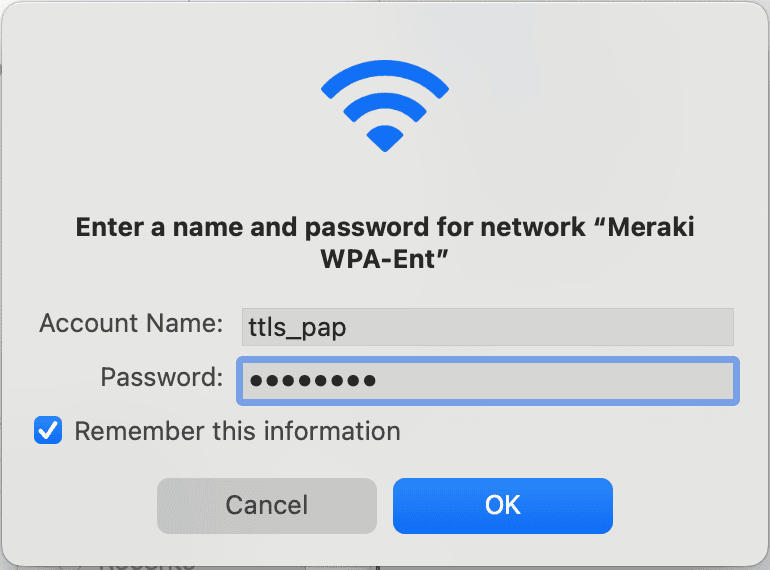 Enter a name and password for network “Meraki
WPA-Ent”
Account Name: ttls_pap
Password: ••••••••
Remember this information
Cancel OK